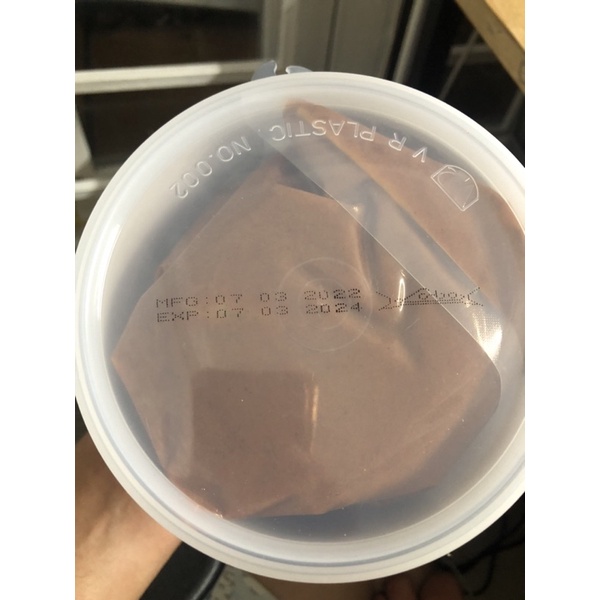 V R PLASTIC. NO.002
MFG:07 03 2022
EXP:07 03 2024